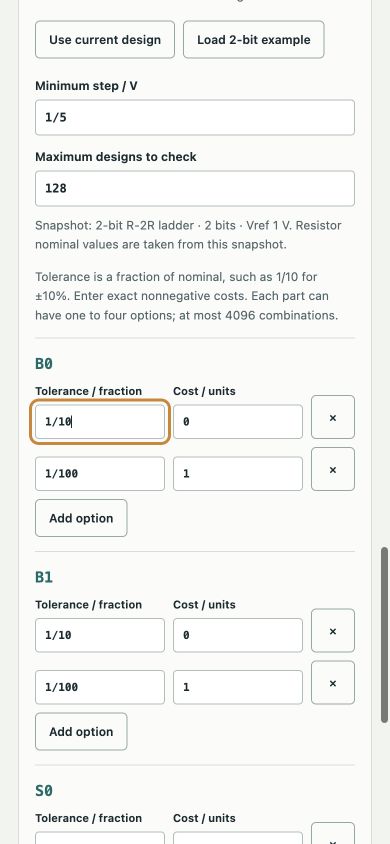 Use current design Load 2-bit example
Minimum step / V
1/5
Maximum designs to check
128
Snapshot: 2-bit R-2R ladder · 2 bits · Vref 1 V. Resistor
nominal values are taken from this snapshot.
Tolerance is a fraction of nominal, such as 1/10 for
±10%. Enter exact nonnegative costs. Each part can
have one to four options; at most 4096 combinations.
B0
Tolerance / fraction Cost / units
1/10 0 ×
1/100 1 ×
Add option
B1
Tolerance / fraction Cost / units
1/10 0 ×
1/100 1 ×
Add option
S0
Tolerance / fraction Cost / units